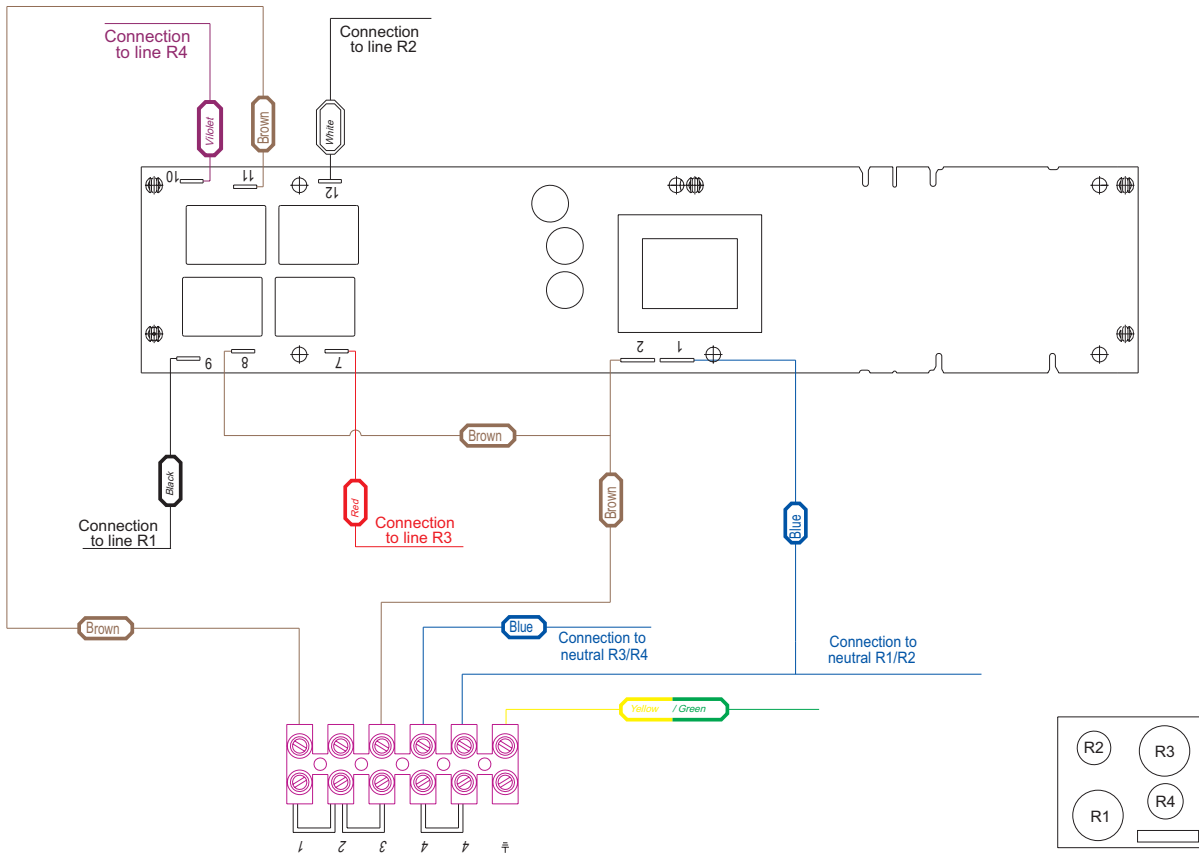 Connection
to line R4
Connection
to line R2
Vilolet
Brown
White
10
11
12
9
8
7
2
1
Brown
Black
Red
Brown
Blue
Connection
to line R1
Connection
to line R3
Brown
Blue
Connection to
neutral R3/R4
Connection to
neutral R1/R2
Yellow / Green
R2
R3
R4
R1
1
2
3
4
4